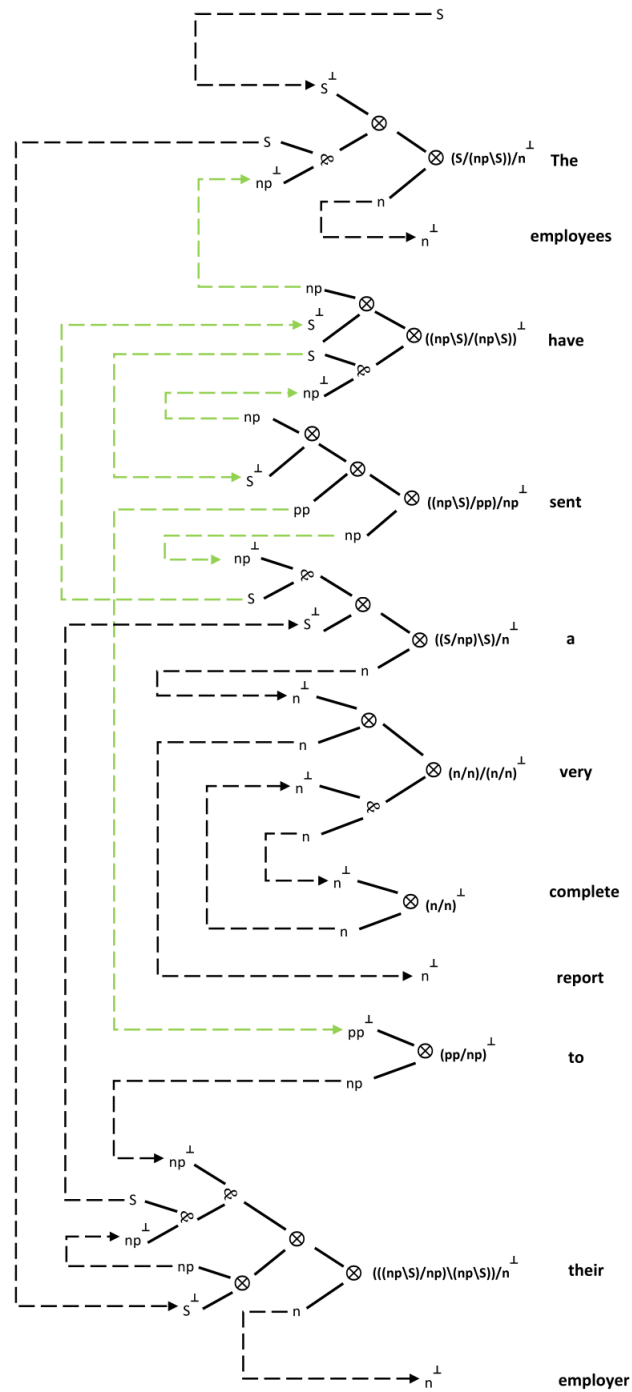 S
S⊥
⊗
S
⅋
⊗ (S/(np\S))/n⊥ The
np⊥
n
n⊥ employees
np
⊗
S⊥
⊗ ((np\S)/(np\S))⊥ have
S
⅋
np⊥
np
⊗
⊗
S⊥
⊗ ((np\S)/pp)/np⊥ sent
pp
np
np⊥
⅋
S
⊗
S⊥
⊗ ((S/np)\S)/n⊥ a
n
n⊥
⊗
n
⊗ (n/n)/(n/n)⊥ very
n⊥
⅋
n
n⊥
⊗ (n/n)⊥ complete
n
n⊥ report
pp⊥
⊗ (pp/np)⊥ to
np
np⊥
⅋
S
⅋
np⊥
⊗
np
⊗
⊗ (((np\S)/np)\(np\S))/n⊥ their
S⊥
n
n⊥ employer